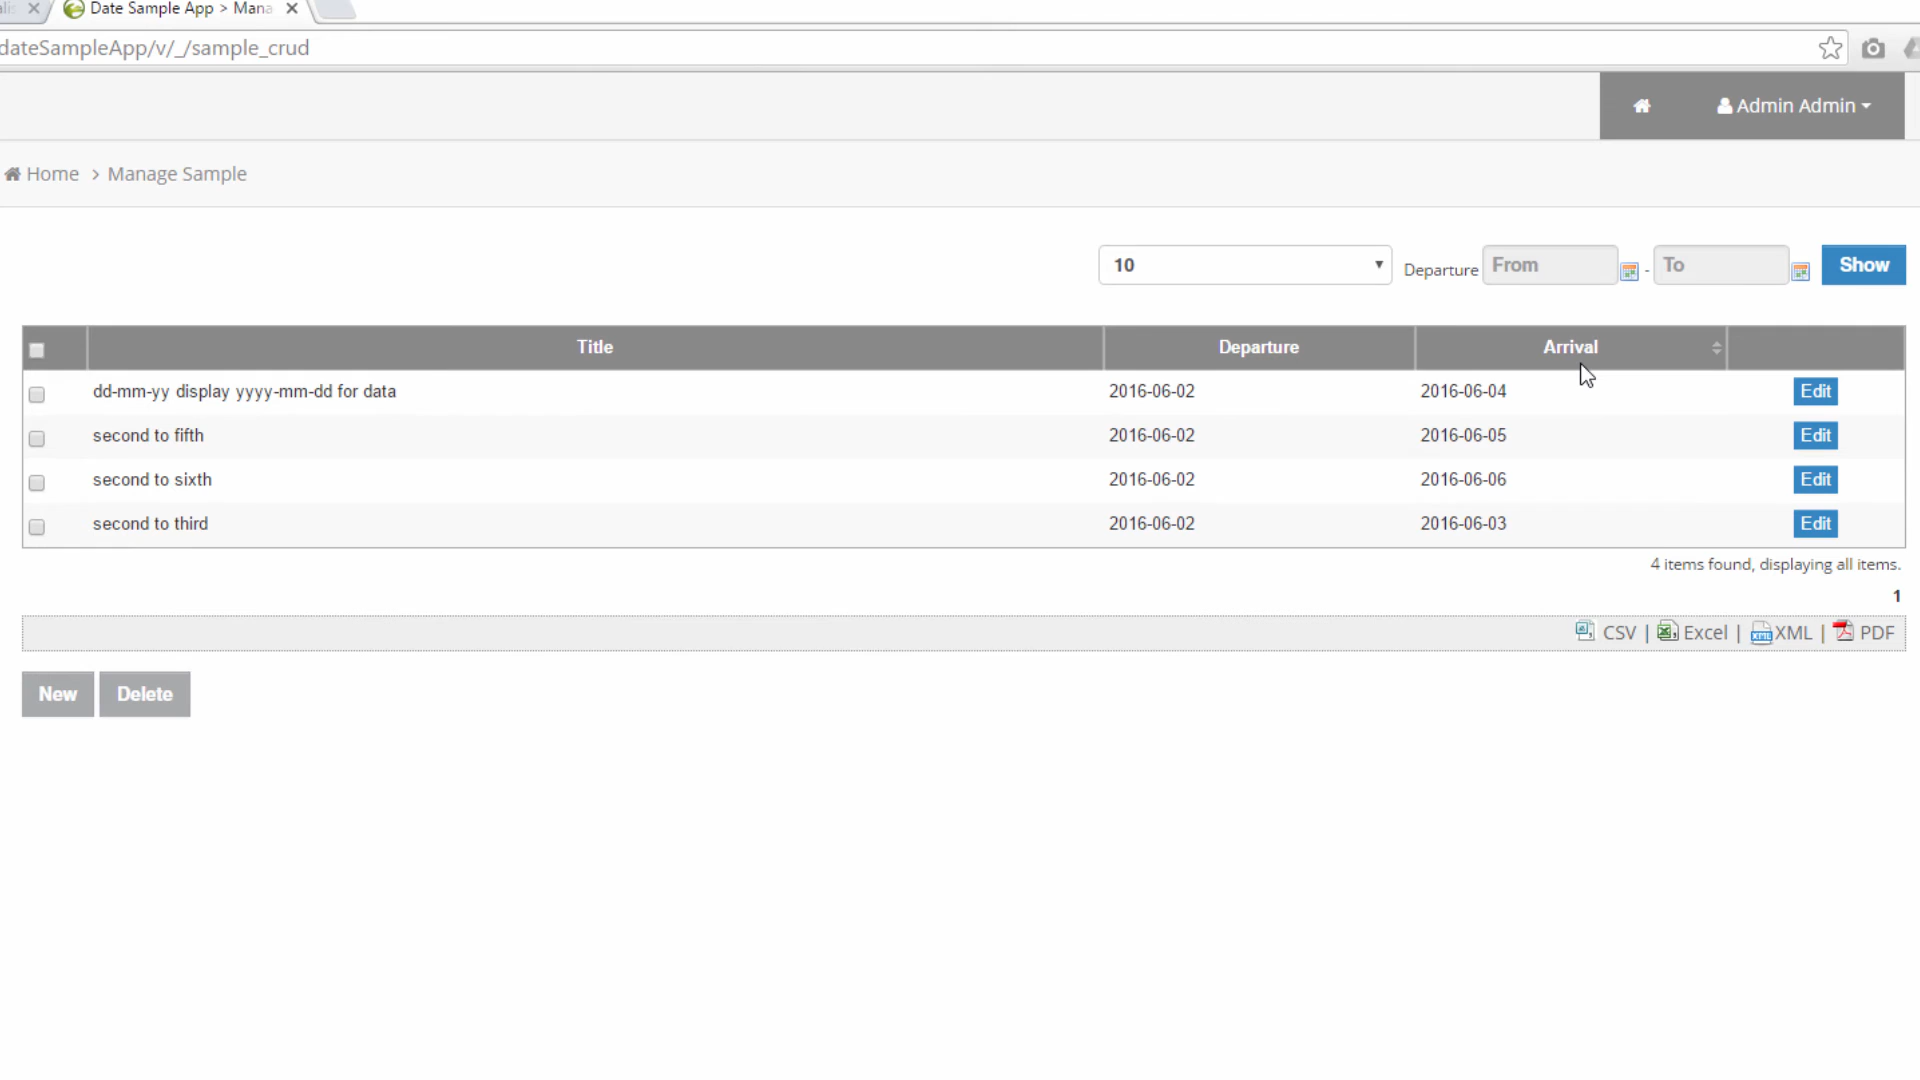 Date Sample App > Mana
dateSampleApp/v/_/sample_crud
Admin Admin
Home > Manage Sample
10 Departure From - To Show
Title Departure Arrival
dd-mm-yy display yyyy-mm-dd for data 2016-06-02 2016-06-04 Edit
second to fifth 2016-06-02 2016-06-05 Edit
second to sixth 2016-06-02 2016-06-06 Edit
second to third 2016-06-02 2016-06-03 Edit
4 items found, displaying all items.
1
CSV | Excel | XML | PDF
New Delete